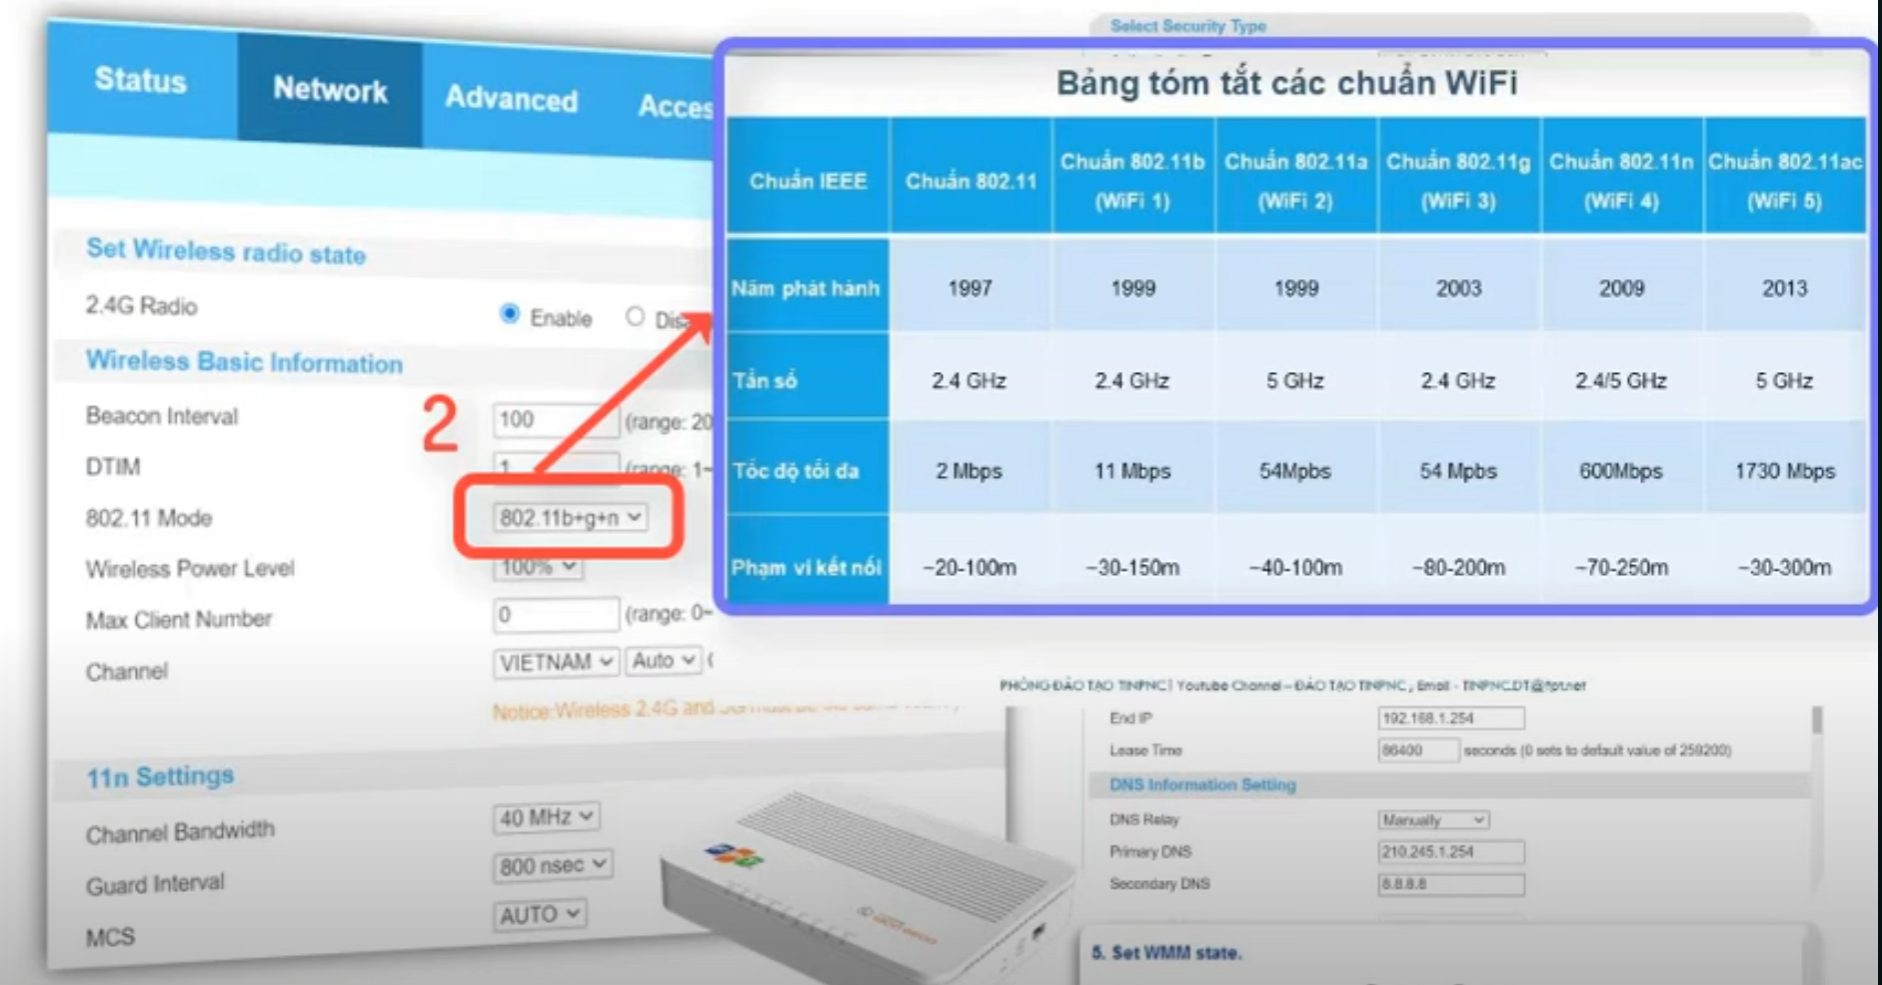 Status
Network
Advanced
Acces
Set Wireless radio state
2.4G Radio
Enable
Wireless Basic Information
2
Beacon Interval
100
(range: 20
DTIM
1
(range: 1~
802.11 Mode
802.11b+g+n
Wireless Power Level
100%
Max Client Number
0
(range: 0~
Channel
VIETNAM
Auto
Notice:Wireless 2.4G and
11n Settings
Channel Bandwidth
40 MHz
Guard Interval
800 nsec
MCS
AUTO
Select Security Type
Bảng tóm tắt các chuẩn WiFi
Chuẩn IEEE
Chuẩn 802.11
Chuẩn 802.11b
(WiFi 1)
Chuẩn 802.11a
(WiFi 2)
Chuẩn 802.11g
(WiFi 3)
Chuẩn 802.11n
(WiFi 4)
Chuẩn 802.11ac
(WiFi 5)
Năm phát hành
1997
1999
1999
2003
2009
2013
Tần số
2.4 GHz
2.4 GHz
5 GHz
2.4 GHz
2.4/5 GHz
5 GHz
Tốc độ tối đa
2 Mbps
11 Mbps
54Mpbs
54 Mpbs
600Mbps
1730 Mbps
Phạm vi kết nối
~20-100m
~30-150m
~40-100m
~80-200m
~70-250m
~30-300m
PHÒNG ĐÀO TẠO TINPNC | Youtube Channel – ĐÀO TẠO TINPNC , Email - TINPNC.DT@fpt.net
End IP
192.168.1.254
Lease Time
86400
seconds (0 sets to default value of 259200)
DNS Information Setting
DNS Relay
Manually
Primary DNS
210.245.1.254
Secondary DNS
8.8.8.8
5. Set WMM state.